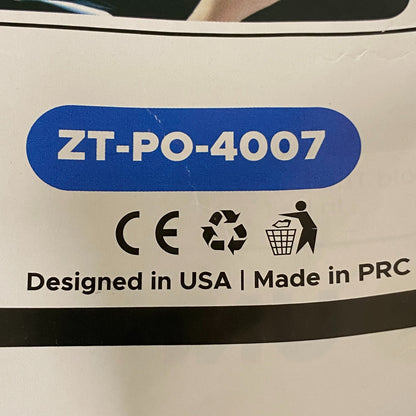 ZT-PO-4007
CE
Designed in USA | Made in PRC